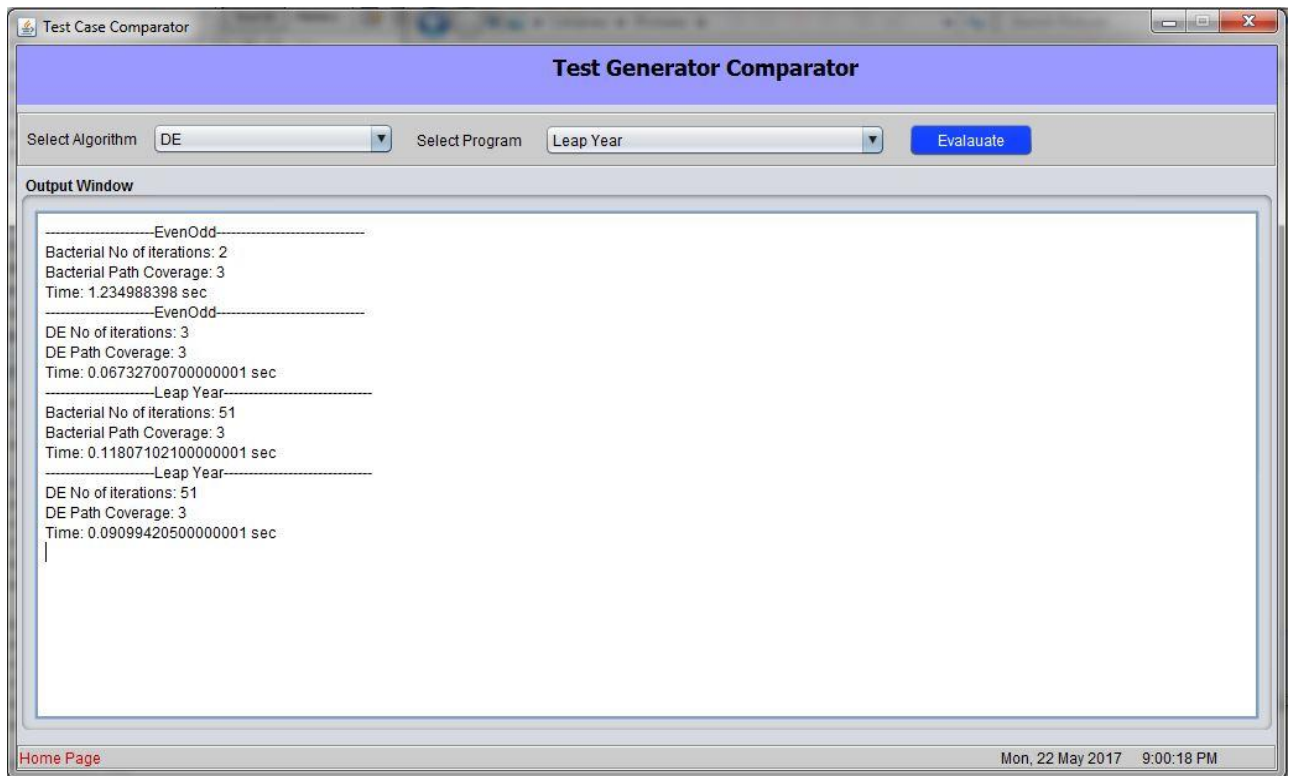 Test Case Comparator
Test Generator Comparator
Select Algorithm DE Select Program Leap Year Evalauate
Output Window
----------------------EvenOdd------------------------------
Bacterial No of iterations: 2
Bacterial Path Coverage: 3
Time: 1.234988398 sec
----------------------EvenOdd------------------------------
DE No of iterations: 3
DE Path Coverage: 3
Time: 0.06732700700000001 sec
----------------------Leap Year------------------------------
Bacterial No of iterations: 51
Bacterial Path Coverage: 3
Time: 0.11807102100000001 sec
----------------------Leap Year------------------------------
DE No of iterations: 51
DE Path Coverage: 3
Time: 0.09099420500000001 sec
Home Page Mon, 22 May 2017 9:00:18 PM